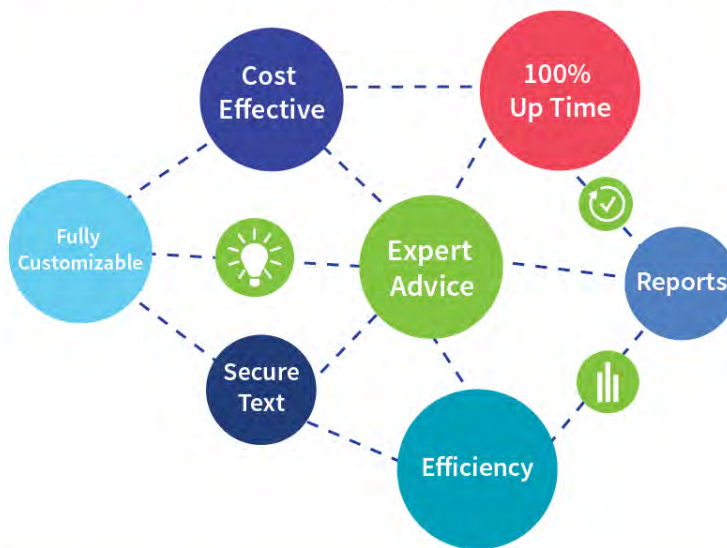 Cost
Effective
100%
Up Time
Fully
Customizable
Expert
Advice
Reports
Secure
Text
Efficiency